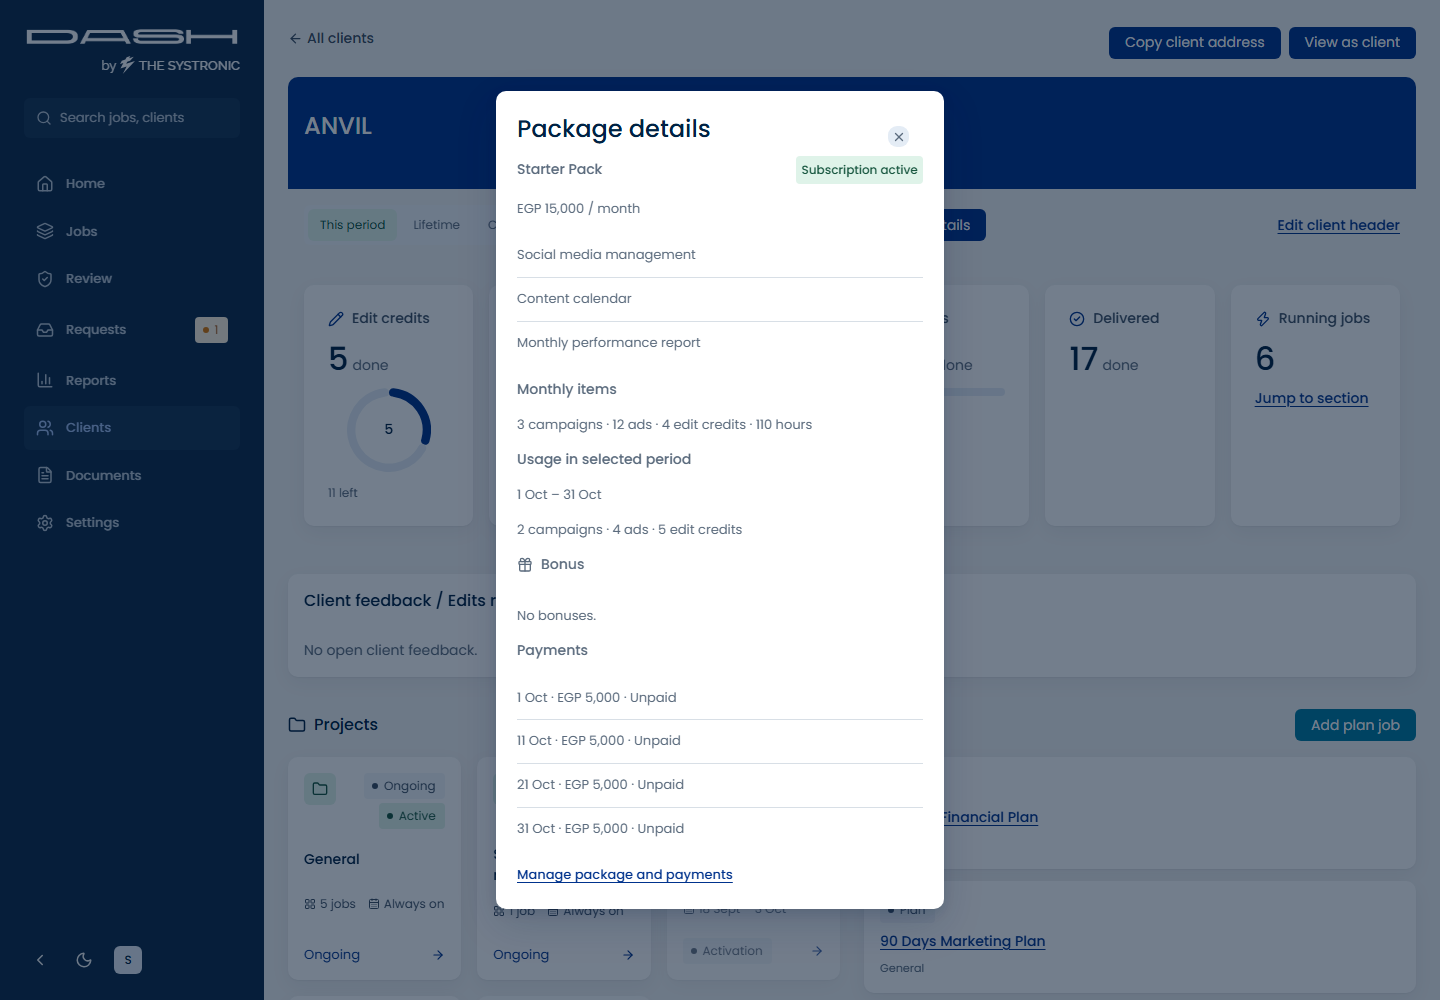 DASH
by THE SYSTRONIC
Search jobs, clients
Home
Jobs
Review
Requests
1
Reports
Clients
Documents
Settings
S
All clients
Copy client address
View as client
ANVIL
This period
Lifetime
Edit client header
Edit credits
5 done
5
11 left
Delivered
17 done
Running jobs
6
Jump to section
Client feedback / Edits
No open client feedback.
Projects
Add plan job
Ongoing
Active
General
5 jobs
Always on
Ongoing
1 job
Always on
Ongoing
Activation
Financial Plan
Plan
90 Days Marketing Plan
General
Package details
Starter Pack
Subscription active
EGP 15,000 / month
Social media management
Content calendar
Monthly performance report
Monthly items
3 campaigns · 12 ads · 4 edit credits · 110 hours
Usage in selected period
1 Oct – 31 Oct
2 campaigns · 4 ads · 5 edit credits
Bonus
No bonuses.
Payments
1 Oct · EGP 5,000 · Unpaid
11 Oct · EGP 5,000 · Unpaid
21 Oct · EGP 5,000 · Unpaid
31 Oct · EGP 5,000 · Unpaid
Manage package and payments